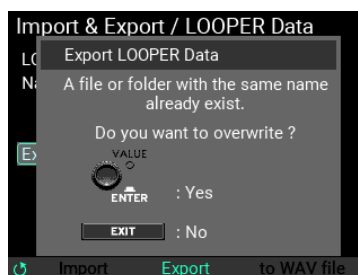 Import & Export / LOOPER Data
Export LOOPER Data
A file or folder with the same name
already exist.
Do you want to overwrite ?
VALUE
ENTER : Yes
EXIT : No
Import Export to WAV file